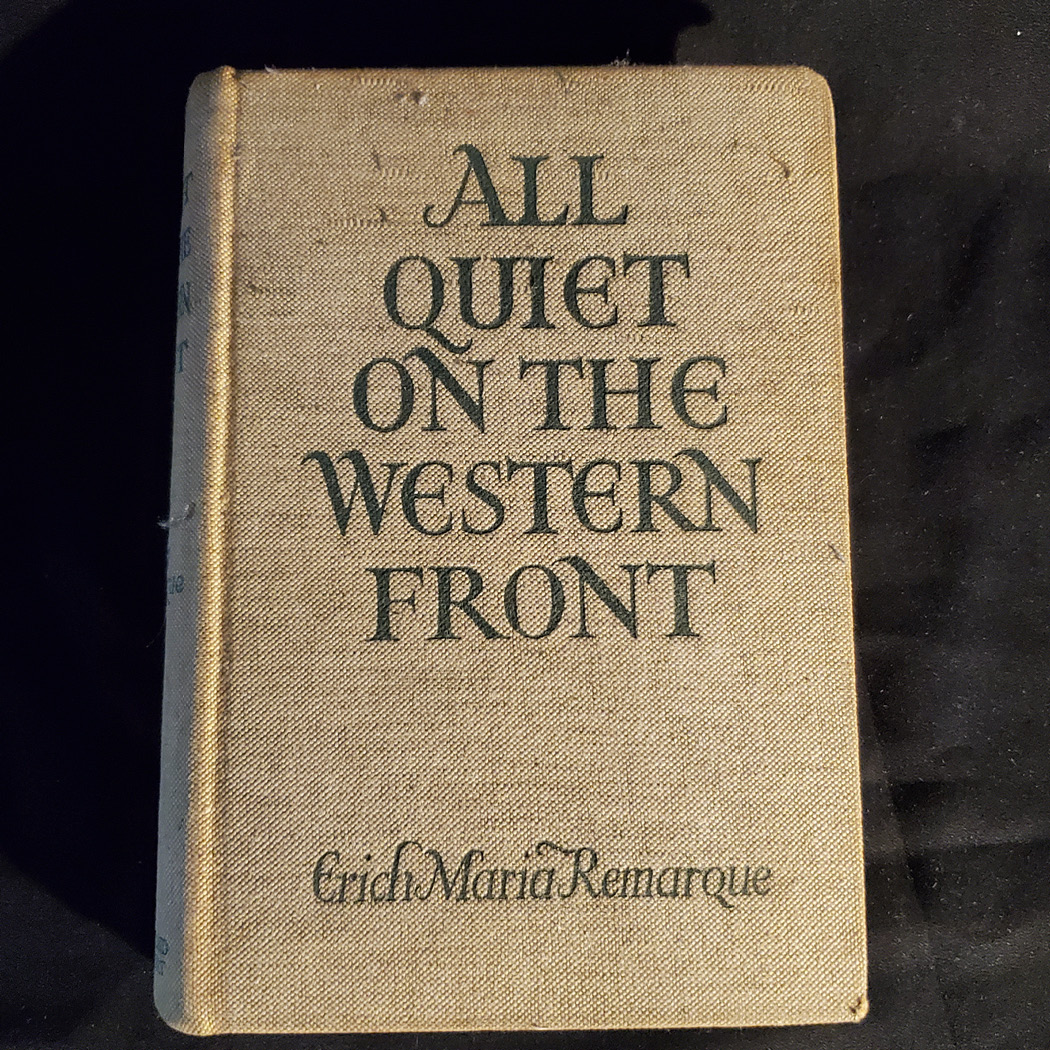 ALL
QUIET
ON THE
WESTERN
FRONT
Erich Maria Remarque